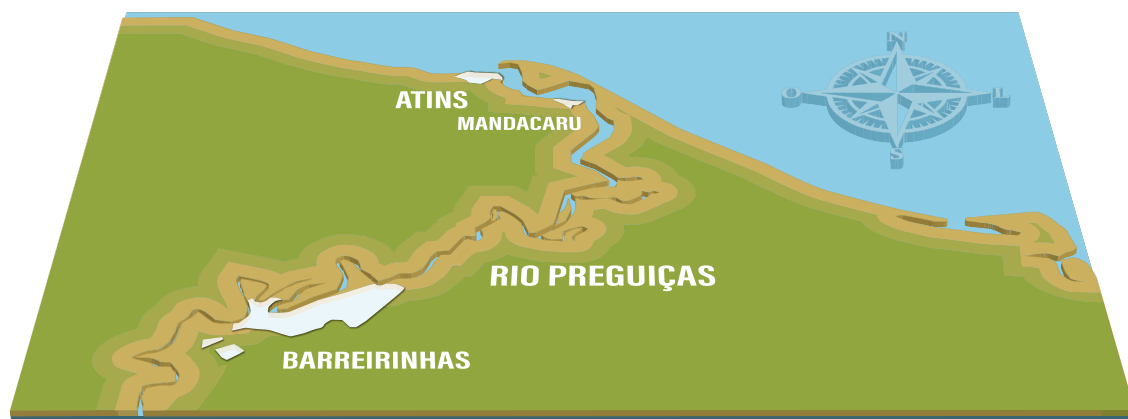 N
O
L
S
ATINS
MANDACARU
RIO PREGUIÇAS
BARREIRINHAS